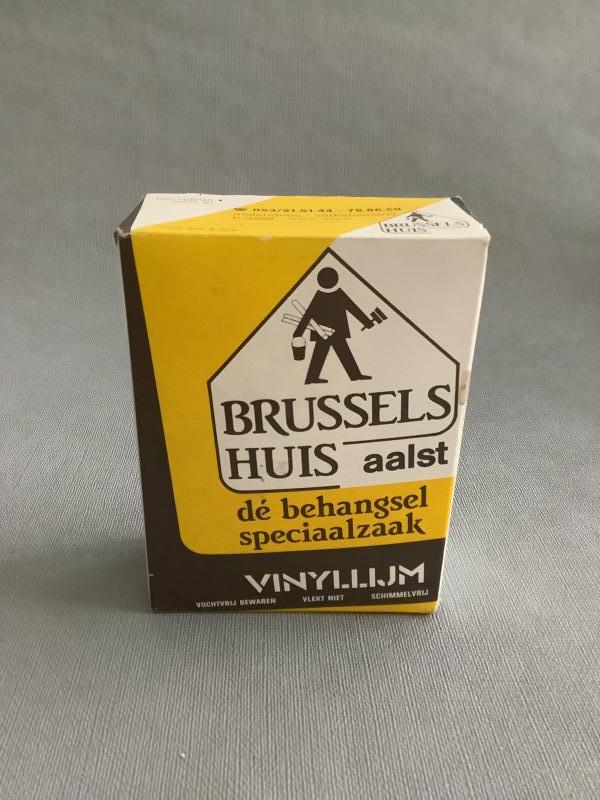 ☎ 053/21.51.44 - 78.66.59
BRUSSELS
HUIS
BRUSSELS
HUIS aalst
dé behangsel
speciaalzaak
VINYLLIJM
VOCHTVRIJ BEWAREN VLEKT NIET SCHIMMELVRIJ